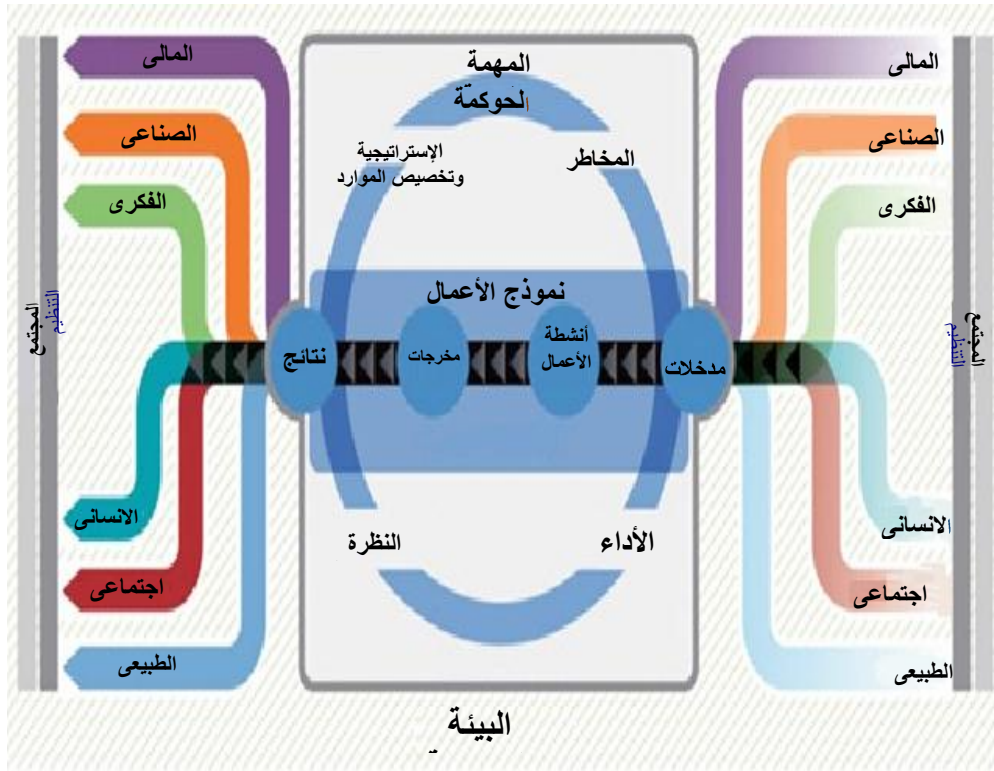 المهمة
الحوكمة
المخاطر
الإستراتيجية
وتخصيص الموارد
المالى
الصناعى
الفكرى
الانسانى
اجتماعى
الطبيعى
المجتمع
التنظيم
نموذج الأعمال
مدخلات
أنشطة
الأعمال
مخرجات
نتائج
الأداء
النظرة
المالى
الصناعى
الفكرى
الانسانى
اجتماعى
الطبيعى
التنظيم
المجتمع
البيئة